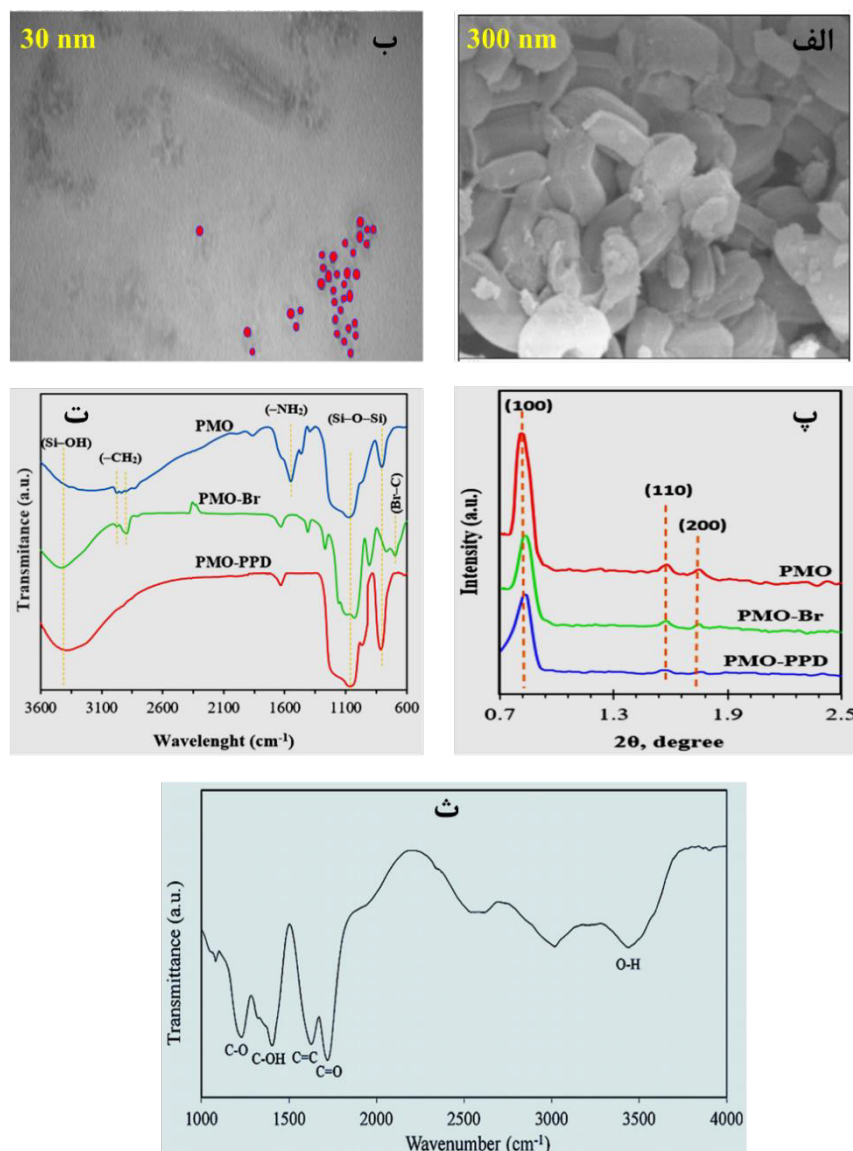 30 nm
ب
300 nm
الف
ت
(Si–OH)
(–CH₂)
PMO
(–NH₂)
(Si–O–Si)
(Br–C)
PMO-Br
PMO-PPD
Transmitance (a.u.)
3600 3100 2600 2100 1600 1100 600
Wavelenght (cm⁻¹)
پ
(100)
(110)
(200)
PMO
PMO-Br
PMO-PPD
Intensity (a.u.)
0.7 1.3 1.9 2.5
2θ, degree
ث
Transmittance (a.u.)
C-O
C-OH
C=C
C=O
O-H
1000 1500 2000 2500 3000 3500 4000
Wavenumber (cm⁻¹)